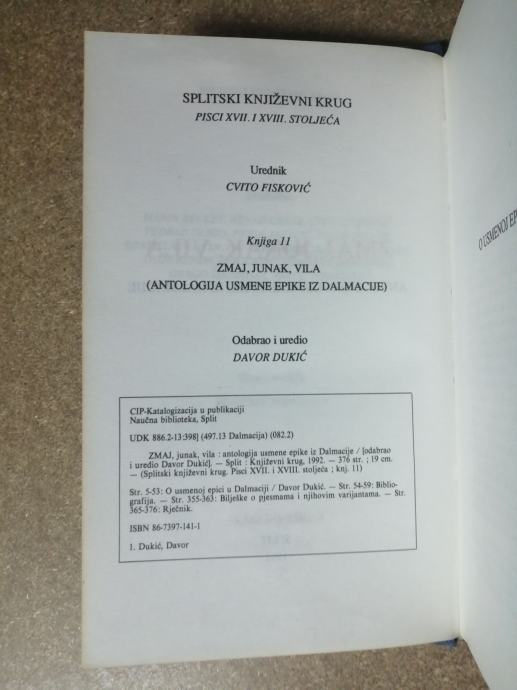 SPLITSKI KNJIŽEVNI KRUG
PISCI XVII. I XVIII. STOLJEĆA
Urednik
CVITO FISKOVIĆ
Knjiga 11
ZMAJ, JUNAK, VILA
(ANTOLOGIJA USMENE EPIKE IZ DALMACIJE)
Odabrao i uredio
DAVOR DUKIĆ
CIP-Katalogizacija u publikaciji
Naučna biblioteka, Split
UDK 886.2-13:398] (497.13 Dalmacija) (082.2)
ZMAJ, junak, vila : antologija usmene epike iz Dalmacije / [odabrao
i uredio Davor Dukić]. — Split : Književni krug, 1992. — 376 str. ; 19 cm.
— (Splitski književni krug. Pisci XVII. i XVIII. stoljeća ; knj. 11)
Str. 5-53: O usmenoj epici u Dalmaciji / Davor Dukić. — Str. 54-59: Biblio-
grafija. — Str. 355-363: Bilješke o pjesmama i njihovim varijantama. — Str.
365-376: Rječnik.
ISBN 86-7397-141-1
1. Dukić, Davor
O USMENOJ